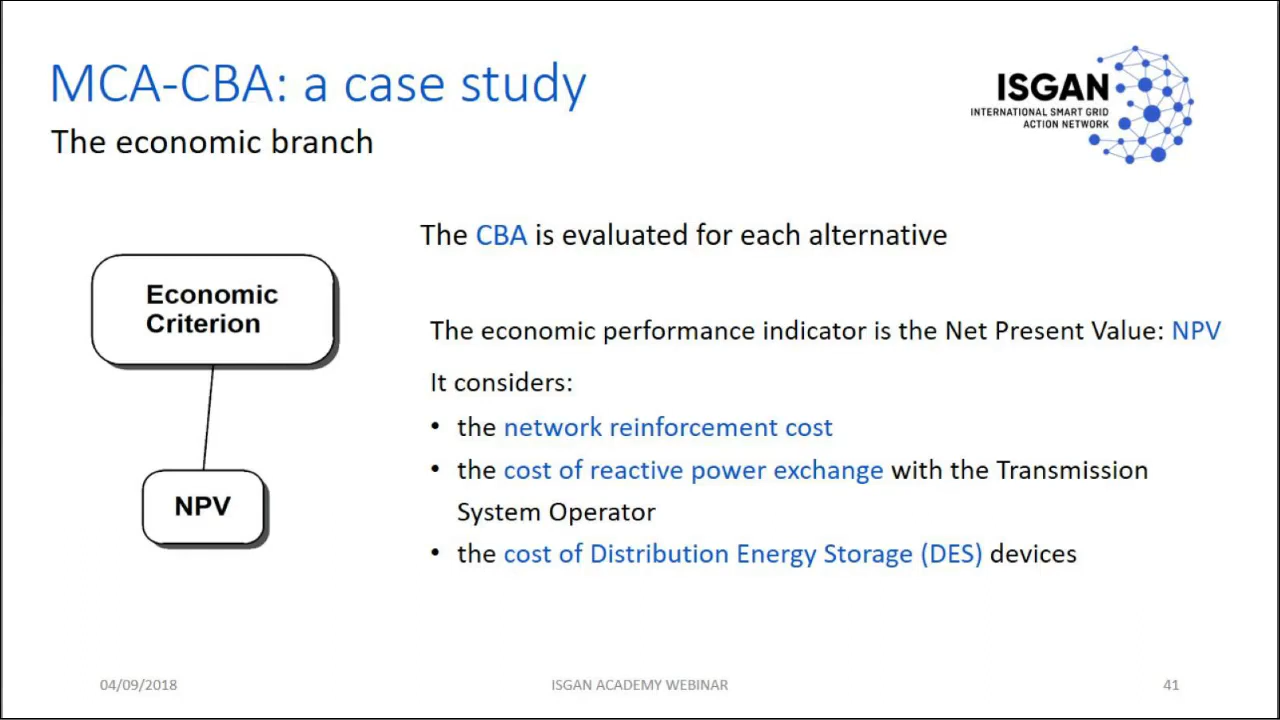 MCA-CBA: a case study
The economic branch
ISGAN
INTERNATIONAL SMART GRID
ACTION NETWORK
The CBA is evaluated for each alternative
Economic
Criterion
NPV
The economic performance indicator is the Net Present Value: NPV
It considers:
• the network reinforcement cost
• the cost of reactive power exchange with the Transmission
System Operator
• the cost of Distribution Energy Storage (DES) devices
04/09/2018
ISGAN ACADEMY WEBINAR
41